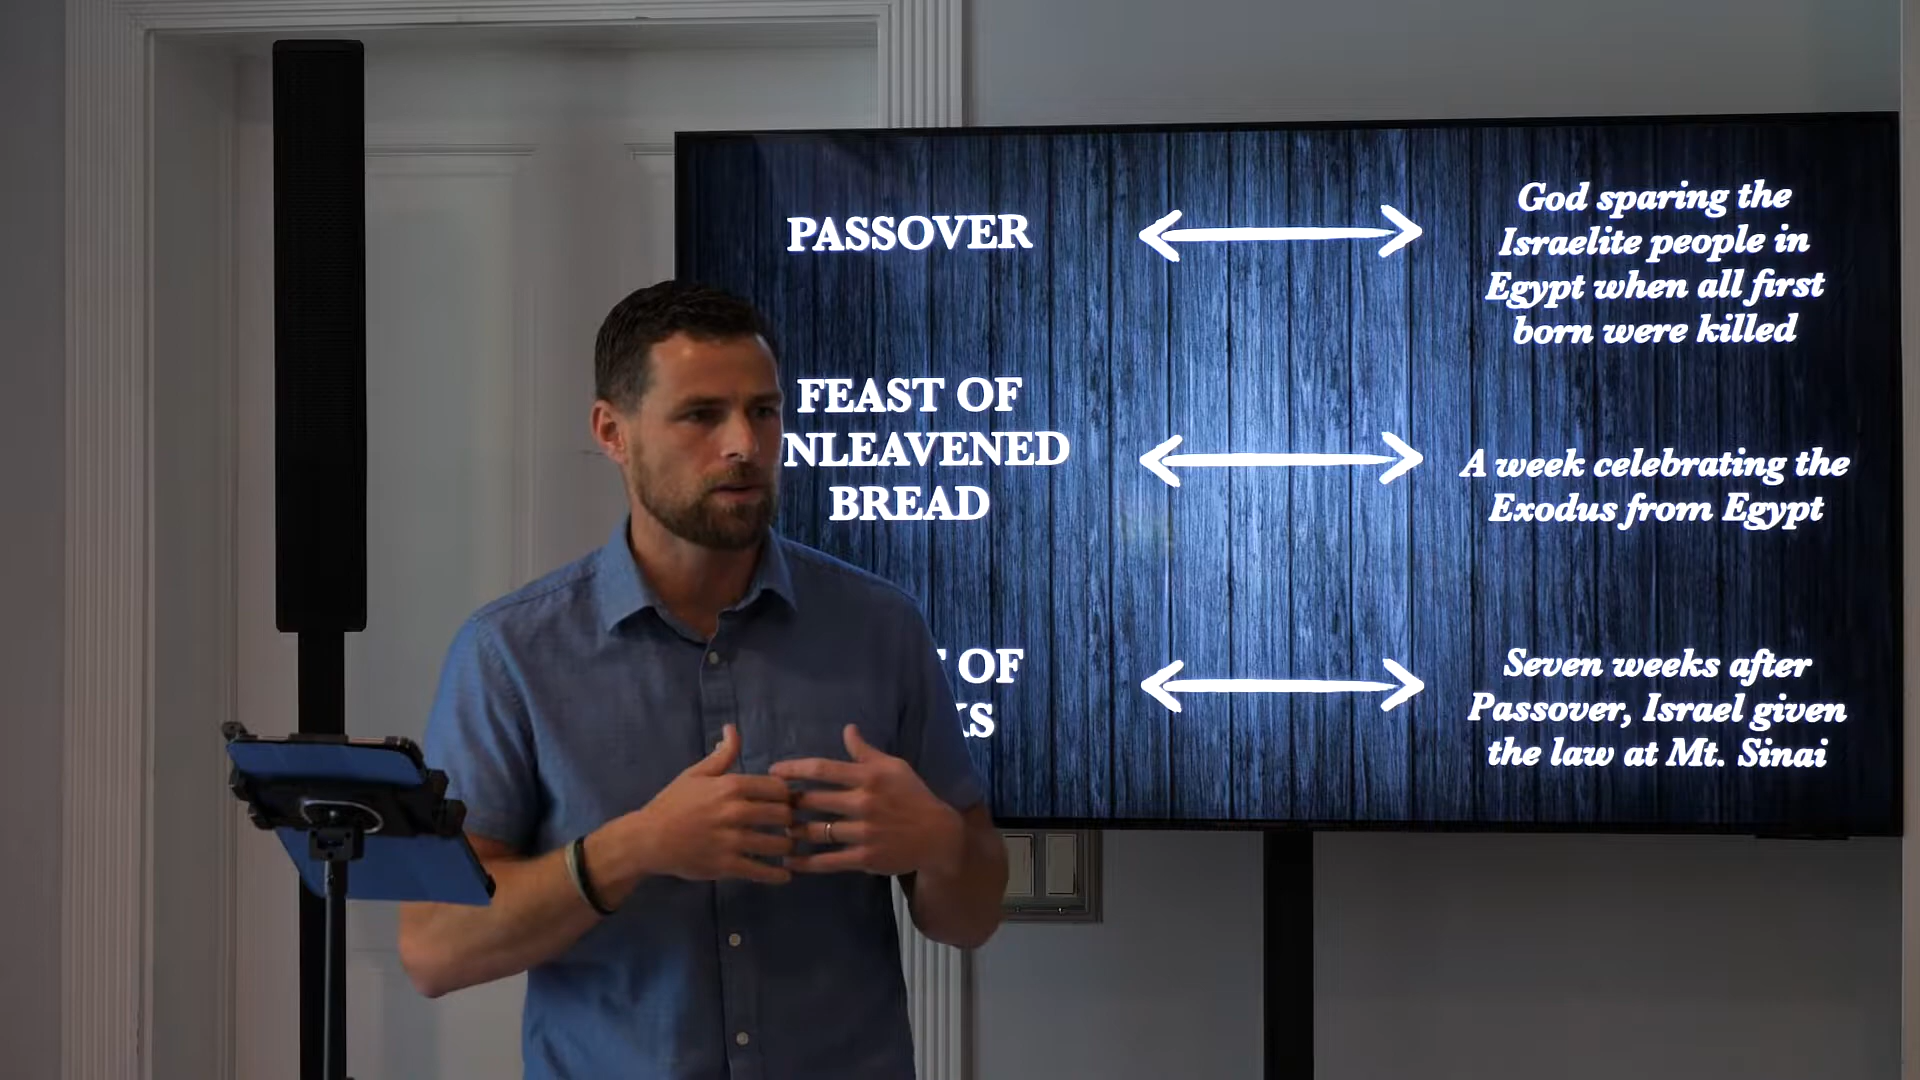 PASSOVER
God sparing the
Israelite people in
Egypt when all first
born were killed
FEAST OF
NLEAVENED
BREAD
A week celebrating the
Exodus from Egypt
OF
KS
Seven weeks after
Passover, Israel given
the law at Mt. Sinai